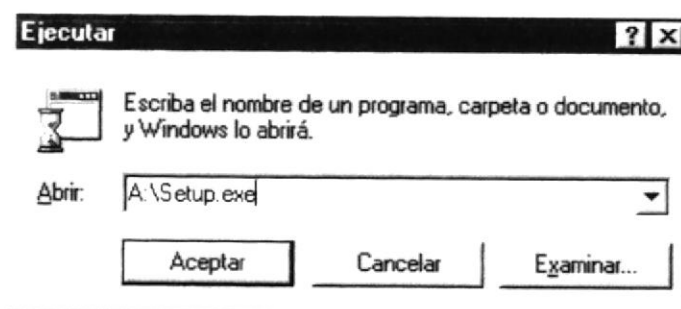 Ejecutar
Escriba el nombre de un programa, carpeta o documento,
y Windows lo abrirá.
Abrir: A:\Setup.exe
Aceptar Cancelar Examinar...